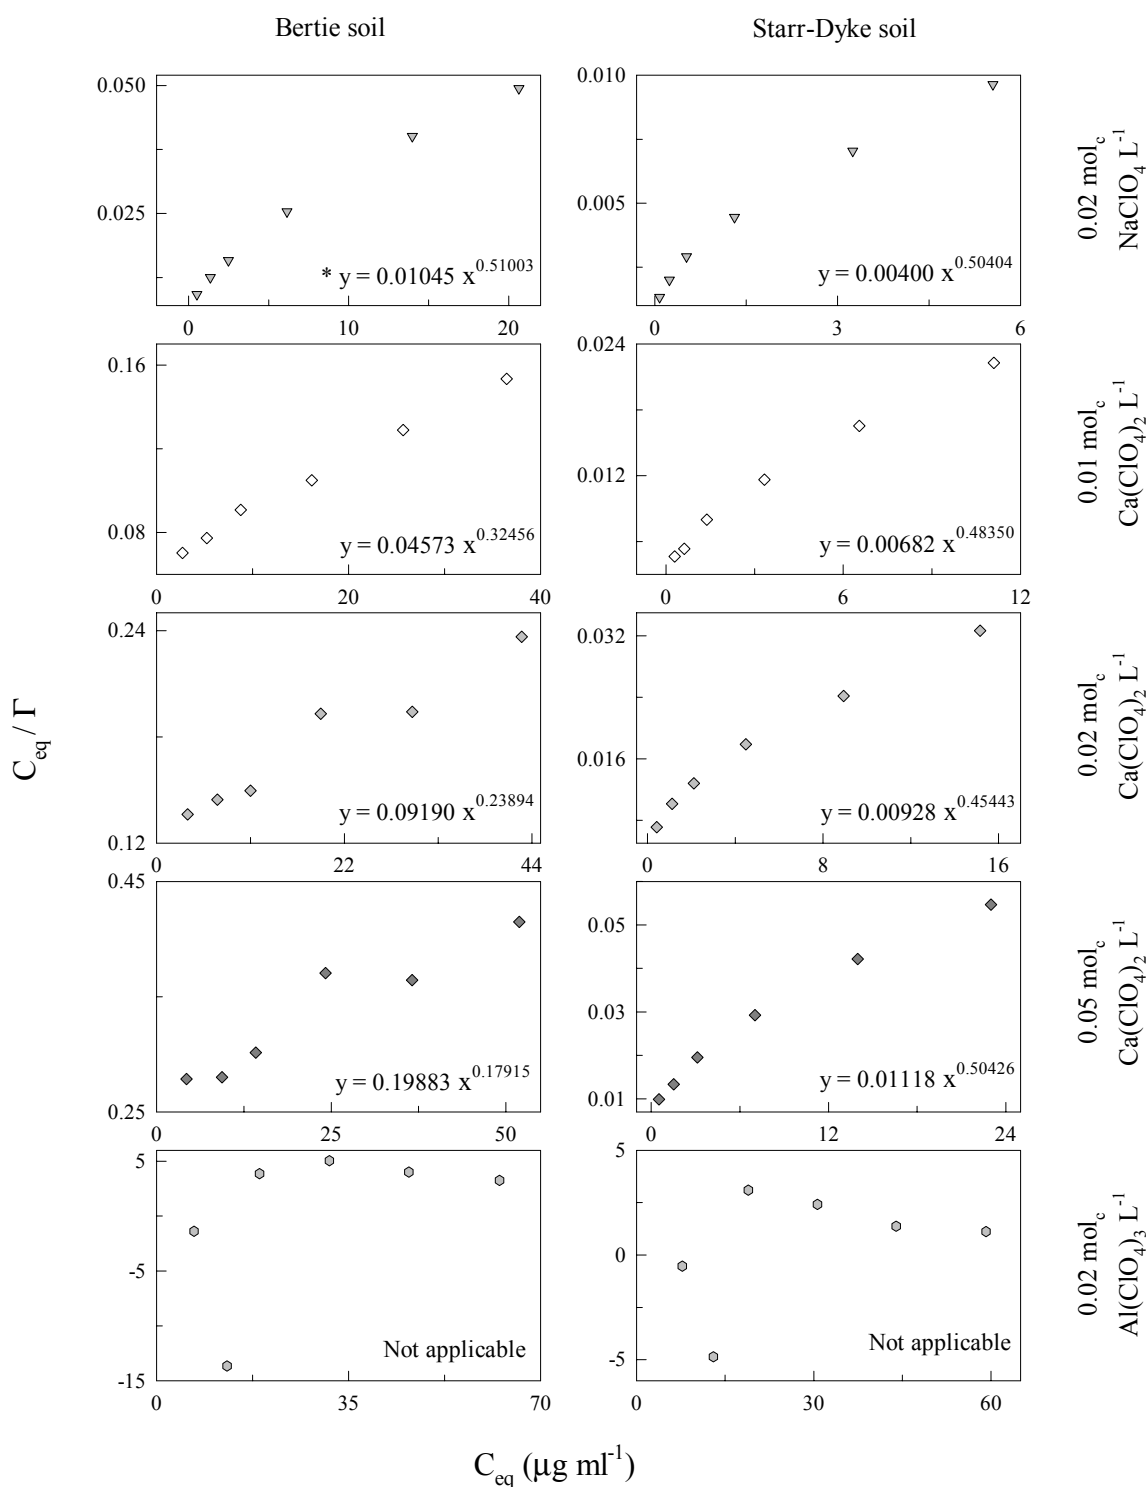 Bertie soil
Starr-Dyke soil
0.050
0.025
* y = 0.01045 x^0.51003
0 10 20
0.010
0.005
y = 0.00400 x^0.50404
0 3 6
0.02 mol_c
NaClO₄ L⁻¹
0.16
0.08
y = 0.04573 x^0.32456
0 20 40
0.024
0.012
y = 0.00682 x^0.48350
0 6 12
0.01 mol_c
Ca(ClO₄)₂ L⁻¹
0.24
0.12
y = 0.09190 x^0.23894
0 22 44
0.032
0.016
y = 0.00928 x^0.45443
0 8 16
0.02 mol_c
Ca(ClO₄)₂ L⁻¹
0.45
0.25
y = 0.19883 x^0.17915
0 25 50
0.05
0.03
0.01
y = 0.01118 x^0.50426
0 12 24
0.05 mol_c
Ca(ClO₄)₂ L⁻¹
5
-5
-15
Not applicable
0 35 70
5
0
-5
Not applicable
0 30 60
0.02 mol_c
Al(ClO₄)₃ L⁻¹
C_eq / Γ
C_eq (µg ml⁻¹)